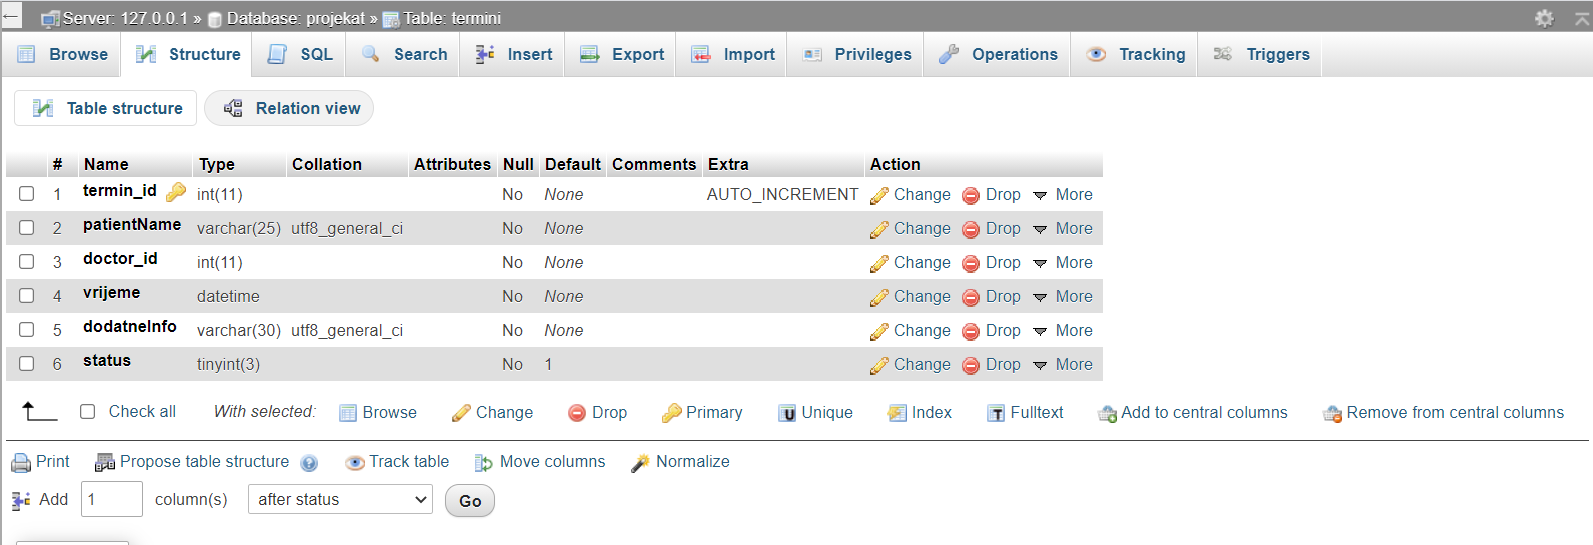 ← Server: 127.0.0.1 » Database: projekat » Table: termini
Browse Structure SQL Search Insert Export Import Privileges Operations Tracking Triggers
Table structure Relation view
# Name Type Collation Attributes Null Default Comments Extra Action
1 termin_id int(11) No None AUTO_INCREMENT Change Drop More
2 patientName varchar(25) utf8_general_ci No None Change Drop More
3 doctor_id int(11) No None Change Drop More
4 vrijeme datetime No None Change Drop More
5 dodatneInfo varchar(30) utf8_general_ci No None Change Drop More
6 status tinyint(3) No 1 Change Drop More
Check all With selected: Browse Change Drop Primary Unique Index Fulltext Add to central columns Remove from central columns
Print Propose table structure Track table Move columns Normalize
Add 1 column(s) after status Go